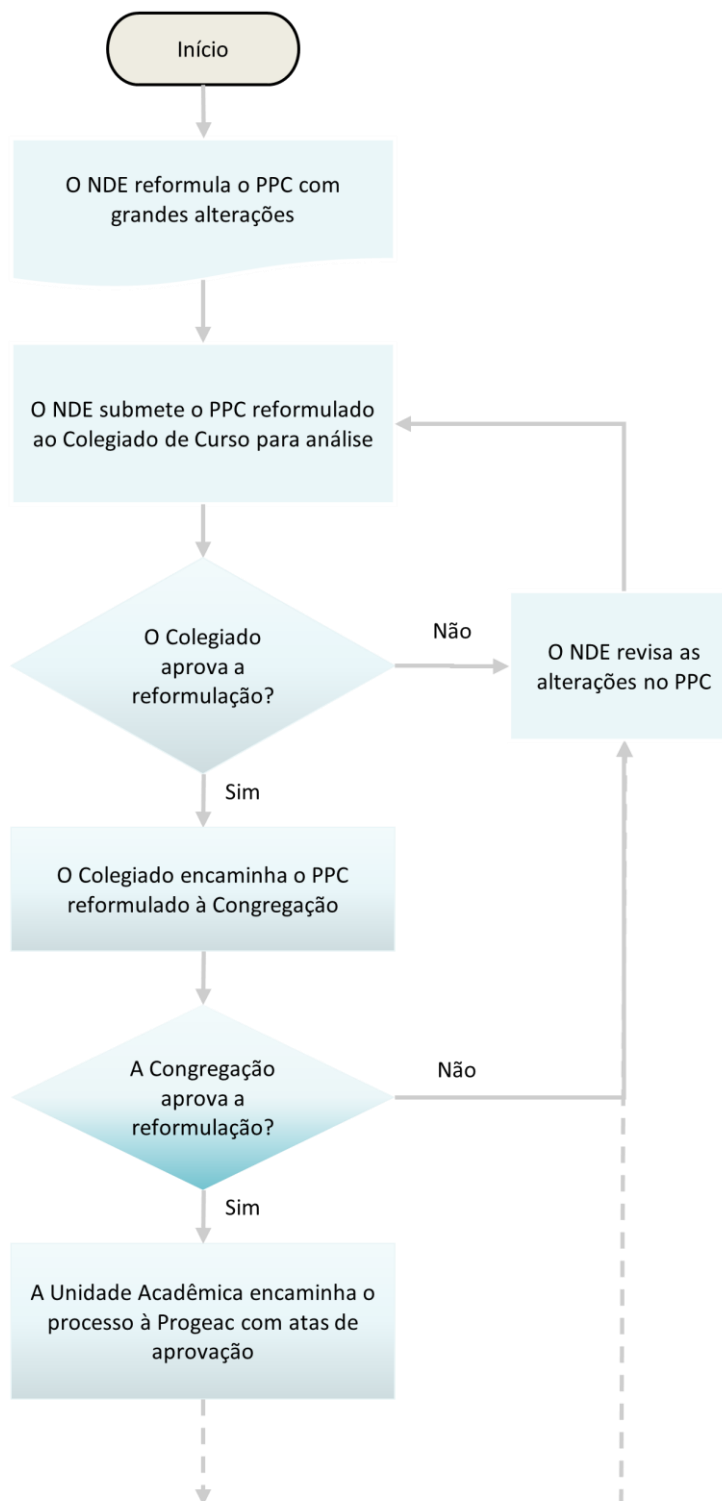 Início
O NDE reformula o PPC com
grandes alterações
O NDE submete o PPC reformulado
ao Colegiado de Curso para análise
O Colegiado
aprova a
reformulação?
Não
O NDE revisa as
alterações no PPC
Sim
O Colegiado encaminha o PPC
reformulado à Congregação
A Congregação
aprova a
reformulação?
Não
Sim
A Unidade Acadêmica encaminha o
processo à Progeac com atas de
aprovação